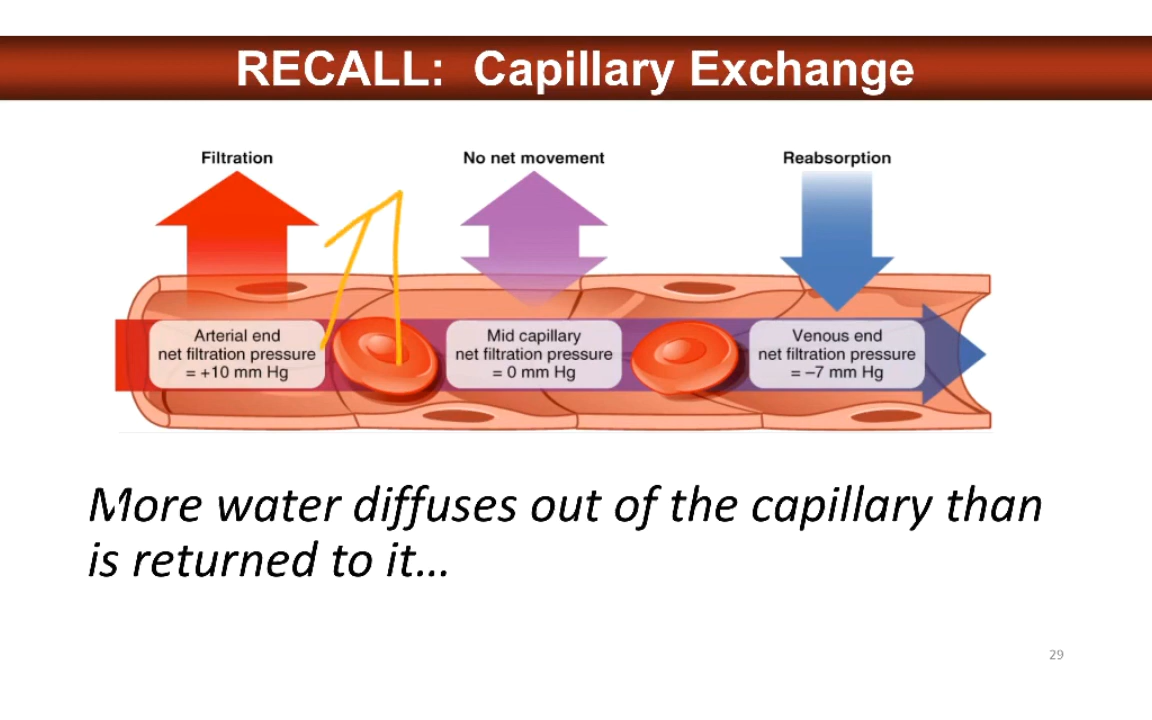 RECALL: Capillary Exchange
Filtration
No net movement
Reabsorption
Arterial end
net filtration pressure
= +10 mm Hg
Mid capillary
net filtration pressure
= 0 mm Hg
Venous end
net filtration pressure
= –7 mm Hg
More water diffuses out of the capillary than
is returned to it...
29